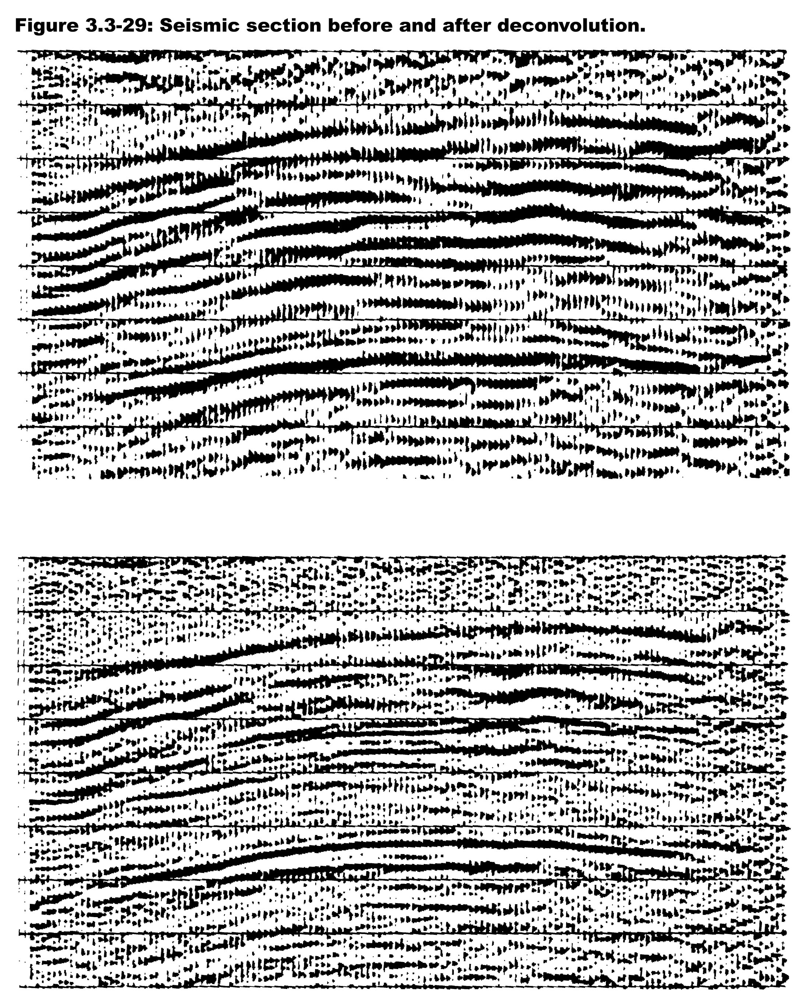 Figure 3.3-29: Seismic section before and after deconvolution.